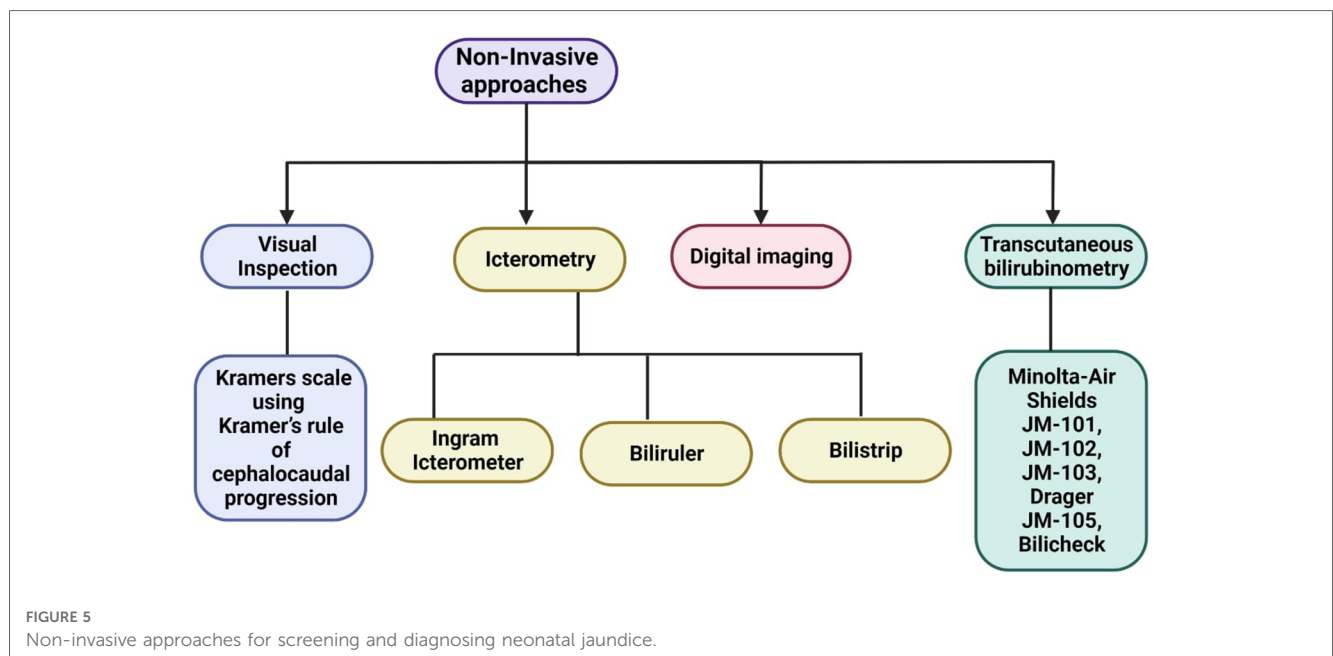 Non-Invasive
approaches
Visual
Inspection
Icterometry
Digital imaging
Transcutaneous
bilirubinometry
Kramers scale
using
Kramer's rule
of
cephalocaudal
progression
Ingram
Icterometer
Biliruler
Bilistrip
Minolta-Air
Shields
JM-101,
JM-102,
JM-103,
Drager
JM-105,
Bilicheck
FIGURE 5
Non-invasive approaches for screening and diagnosing neonatal jaundice.